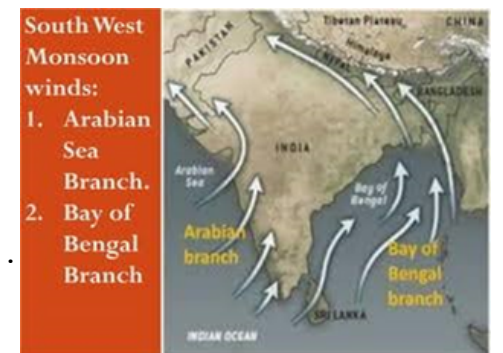 South West
Monsoon
winds:
1. Arabian
Sea
Branch.
2. Bay of
Bengal
Branch
.
Tibetan Plateau
CHINA
PAKISTAN
Himalaya
NEPAL
BANGLADESH
INDIA
Arabian
Sea
Bay of
Bengal
Arabian
branch
Bay of
Bengal
branch
SRI LANKA
INDIAN OCEAN